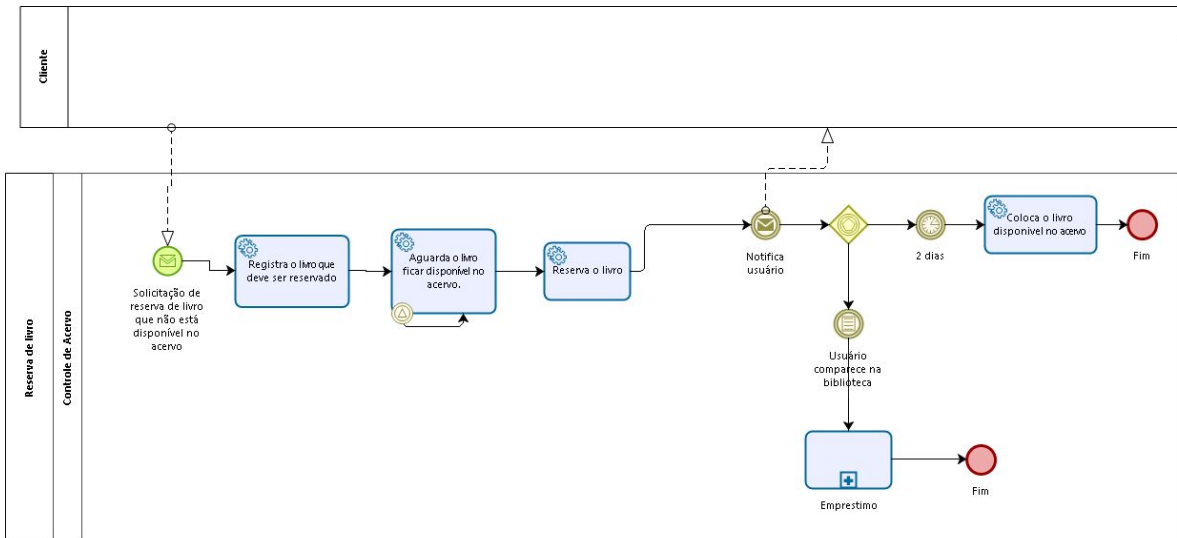 Cliente
Reserva de livro
Controle de Acervo
Solicitação de
reserva de livro
que não está
disponível no
acervo
Registra o livro que
deve ser reservado
Aguarda o livro
ficar disponível no
acervo.
Reserva o livro
Notifica
usuário
2 dias
Coloca o livro
disponivel no acervo
Fim
Usuário
comparece na
biblioteca
Emprestimo
Fim